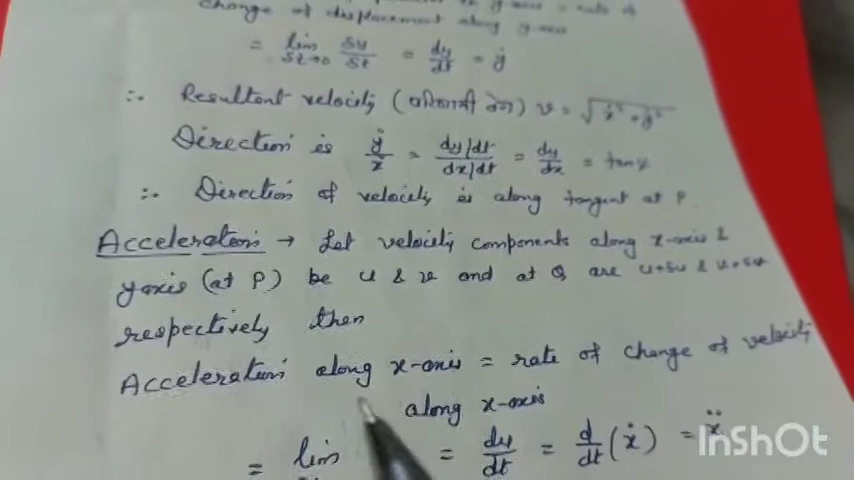 change of displacement along y-axis
= lim δt→0 δy/δt = dy/dt = ẏ
∴ Resultant velocity (परिणामी वेग) v = √ẋ² + ẏ²
Direction is ẏ/ẋ = dy/dt / dx/dt = dy/dx = tanψ
∴ Direction of velocity is along tangent at P
Acceleration → Let velocity components along x-axis &
y axis (at P) be u & v and at Q are u+δu & v+δv
respectively then
Acceleration along x-axis = rate of change of velocity
along x-axis
= lim = du/dt = d/dt (ẋ) = ẍ
InShOt